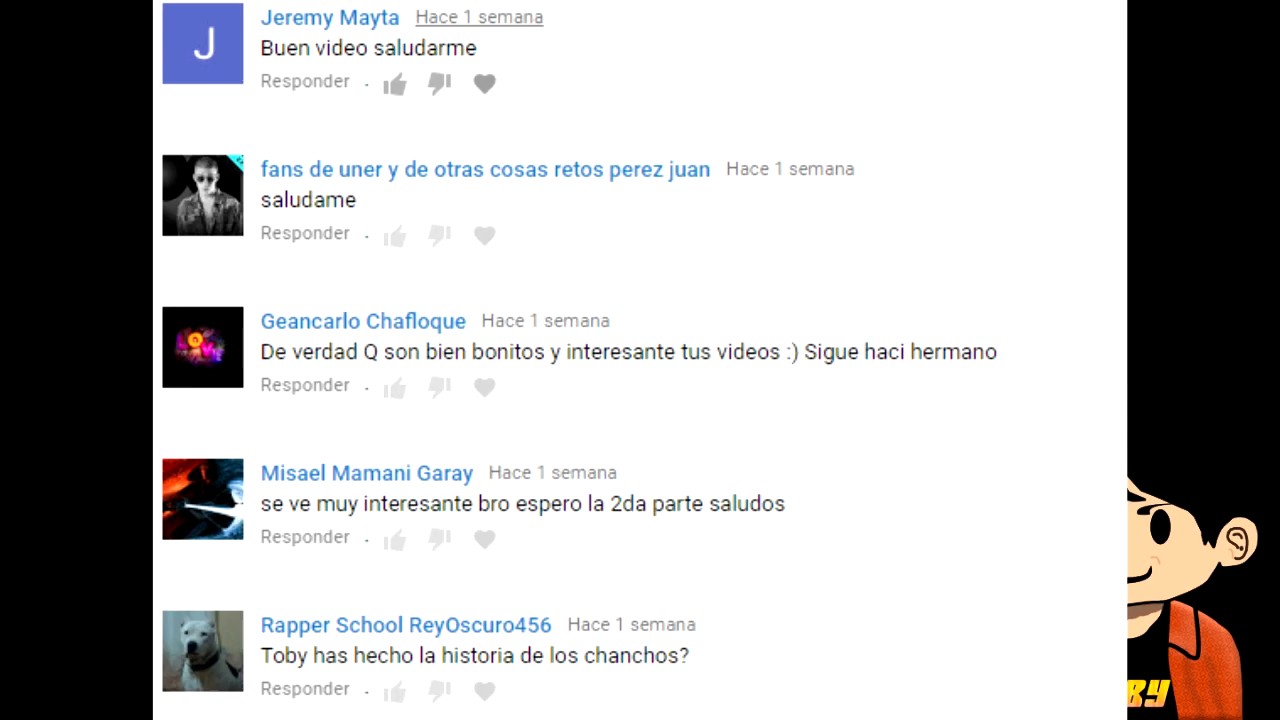 J
Jeremy Mayta Hace 1 semana
Buen video saludarme
Responder .
fans de uner y de otras cosas retos perez juan Hace 1 semana
saludame
Responder .
Geancarlo Chafloque Hace 1 semana
De verdad Q son bien bonitos y interesante tus videos :) Sigue haci hermano
Responder .
Misael Mamani Garay Hace 1 semana
se ve muy interesante bro espero la 2da parte saludos
Responder .
Rapper School ReyOscuro456 Hace 1 semana
Toby has hecho la historia de los chanchos?
Responder .
BY